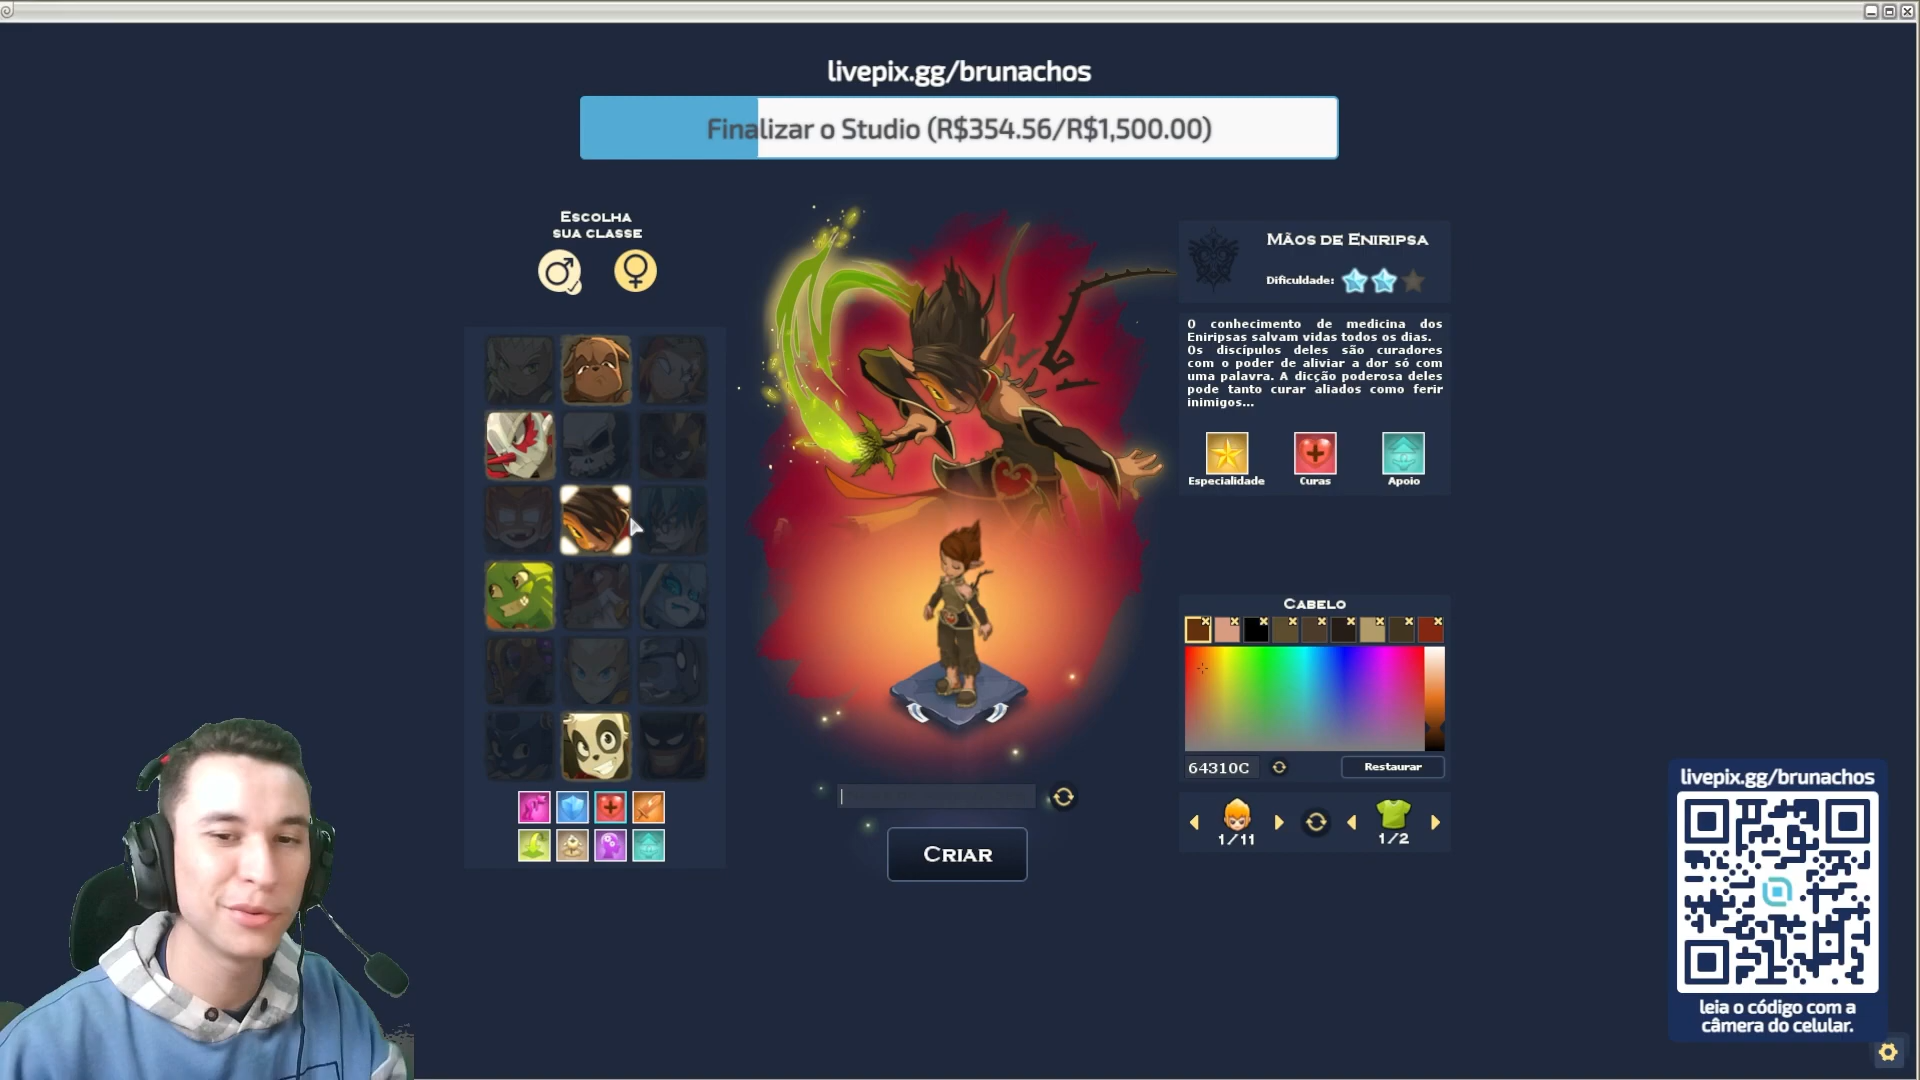 livepix.gg/brunachos
Finalizar o Studio (R$354.56/R$1,500.00)
Escolha
sua classe
Mãos de Eniripsa
Dificuldade:
O conhecimento de medicina dos
Eniripsas salvam vidas todos os dias.
Os discípulos deles são curadores
com o poder de aliviar a dor só com
uma palavra. A dicção poderosa deles
pode tanto curar aliados como ferir
inimigos...
Especialidade
Curas
Apoio
Cabelo
64310C
Restaurar
1/11
1/2
Criar
livepix.gg/brunachos
leia o código com a
câmera do celular.